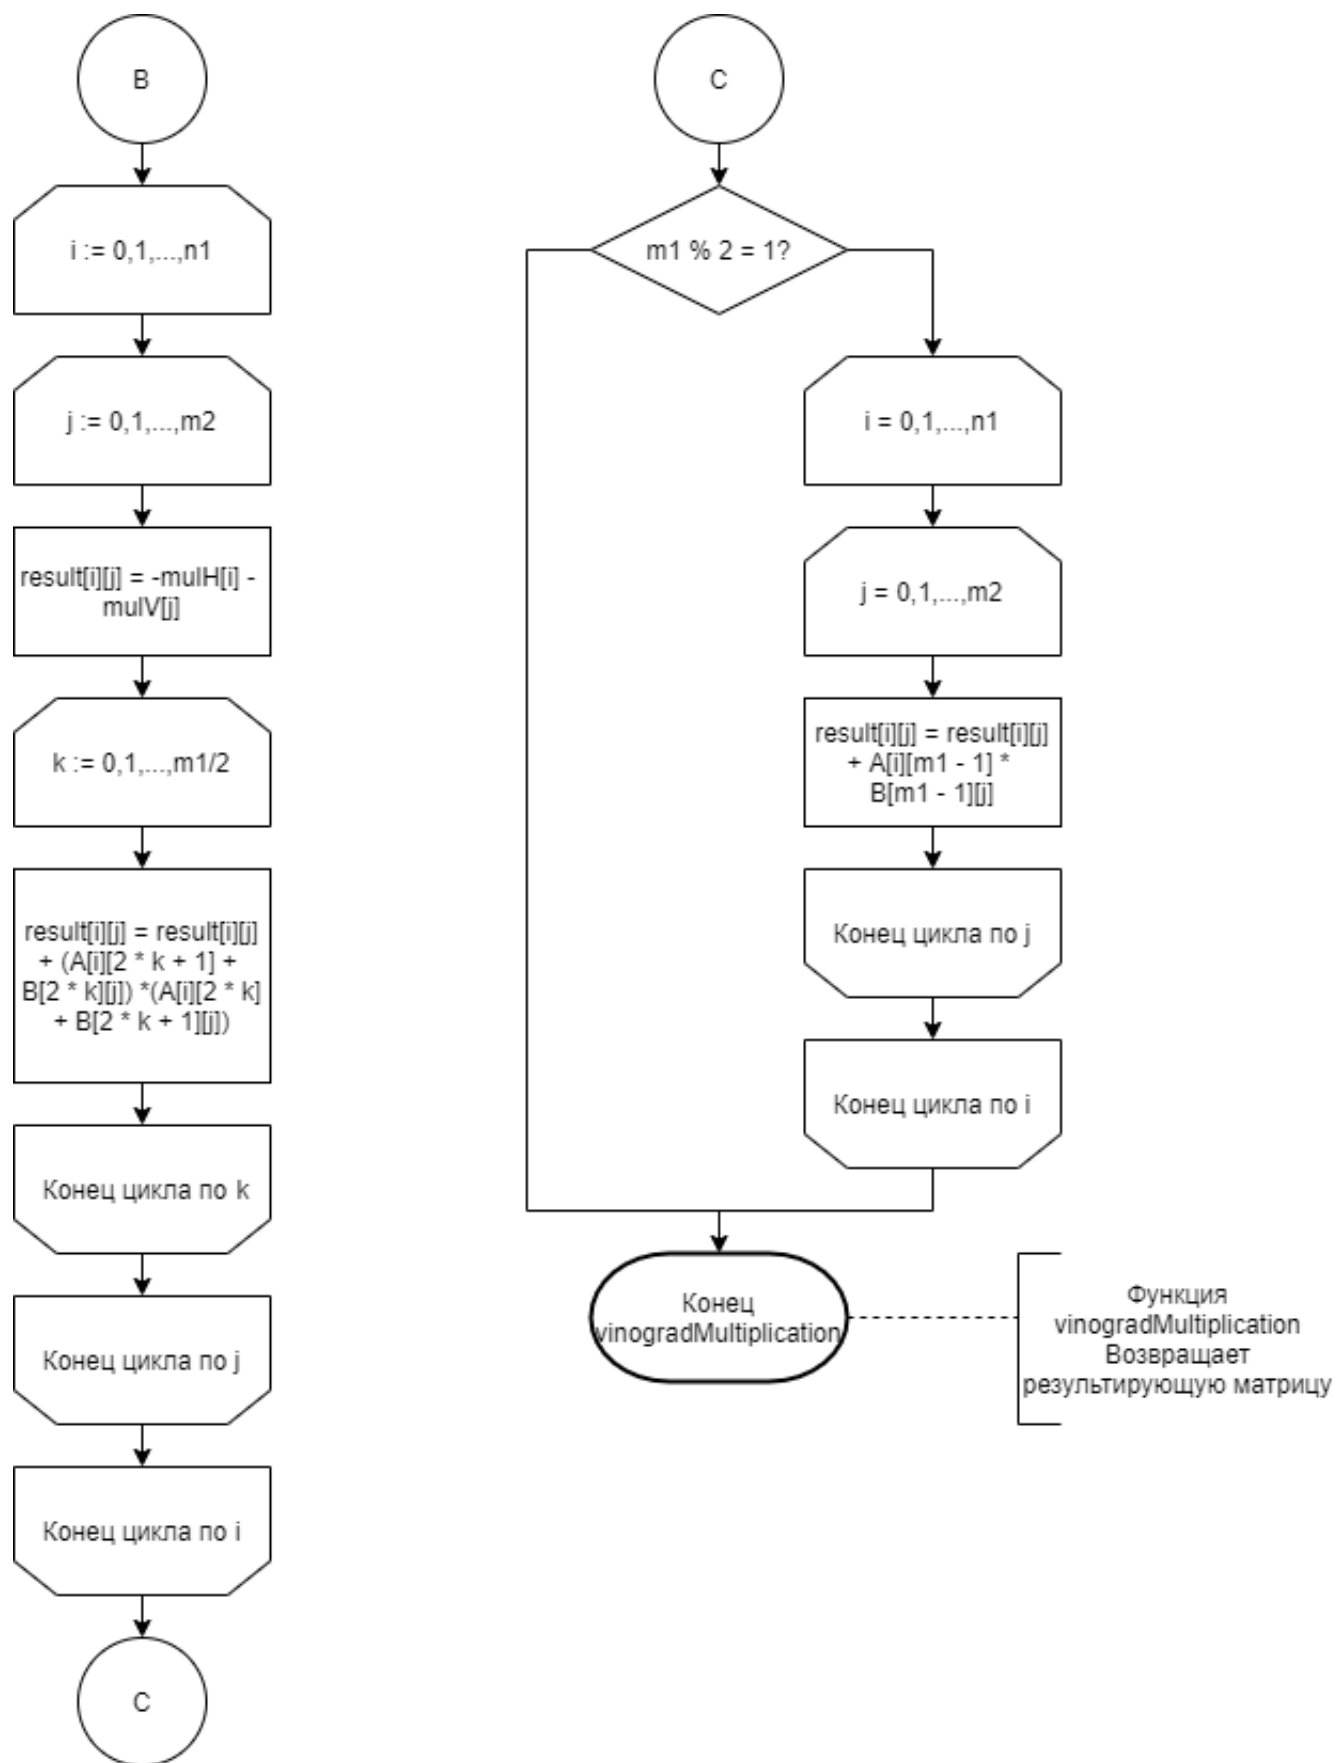 B
i := 0,1,...,n1
j := 0,1,...,m2
result[i][j] = -mulH[i] -
mulV[j]
k := 0,1,...,m1/2
result[i][j] = result[i][j]
+ (A[i][2 * k + 1] +
B[2 * k][j]) *(A[i][2 * k]
+ B[2 * k + 1][j])
Конец цикла по k
Конец цикла по j
Конец цикла по i
C
C
m1 % 2 = 1?
i = 0,1,...,n1
j = 0,1,...,m2
result[i][j] = result[i][j]
+ A[i][m1 - 1] *
B[m1 - 1][j]
Конец цикла по j
Конец цикла по i
Конец
vinogradMultiplication
Функция
vinogradMultiplication
Возвращает
результирующую матрицу